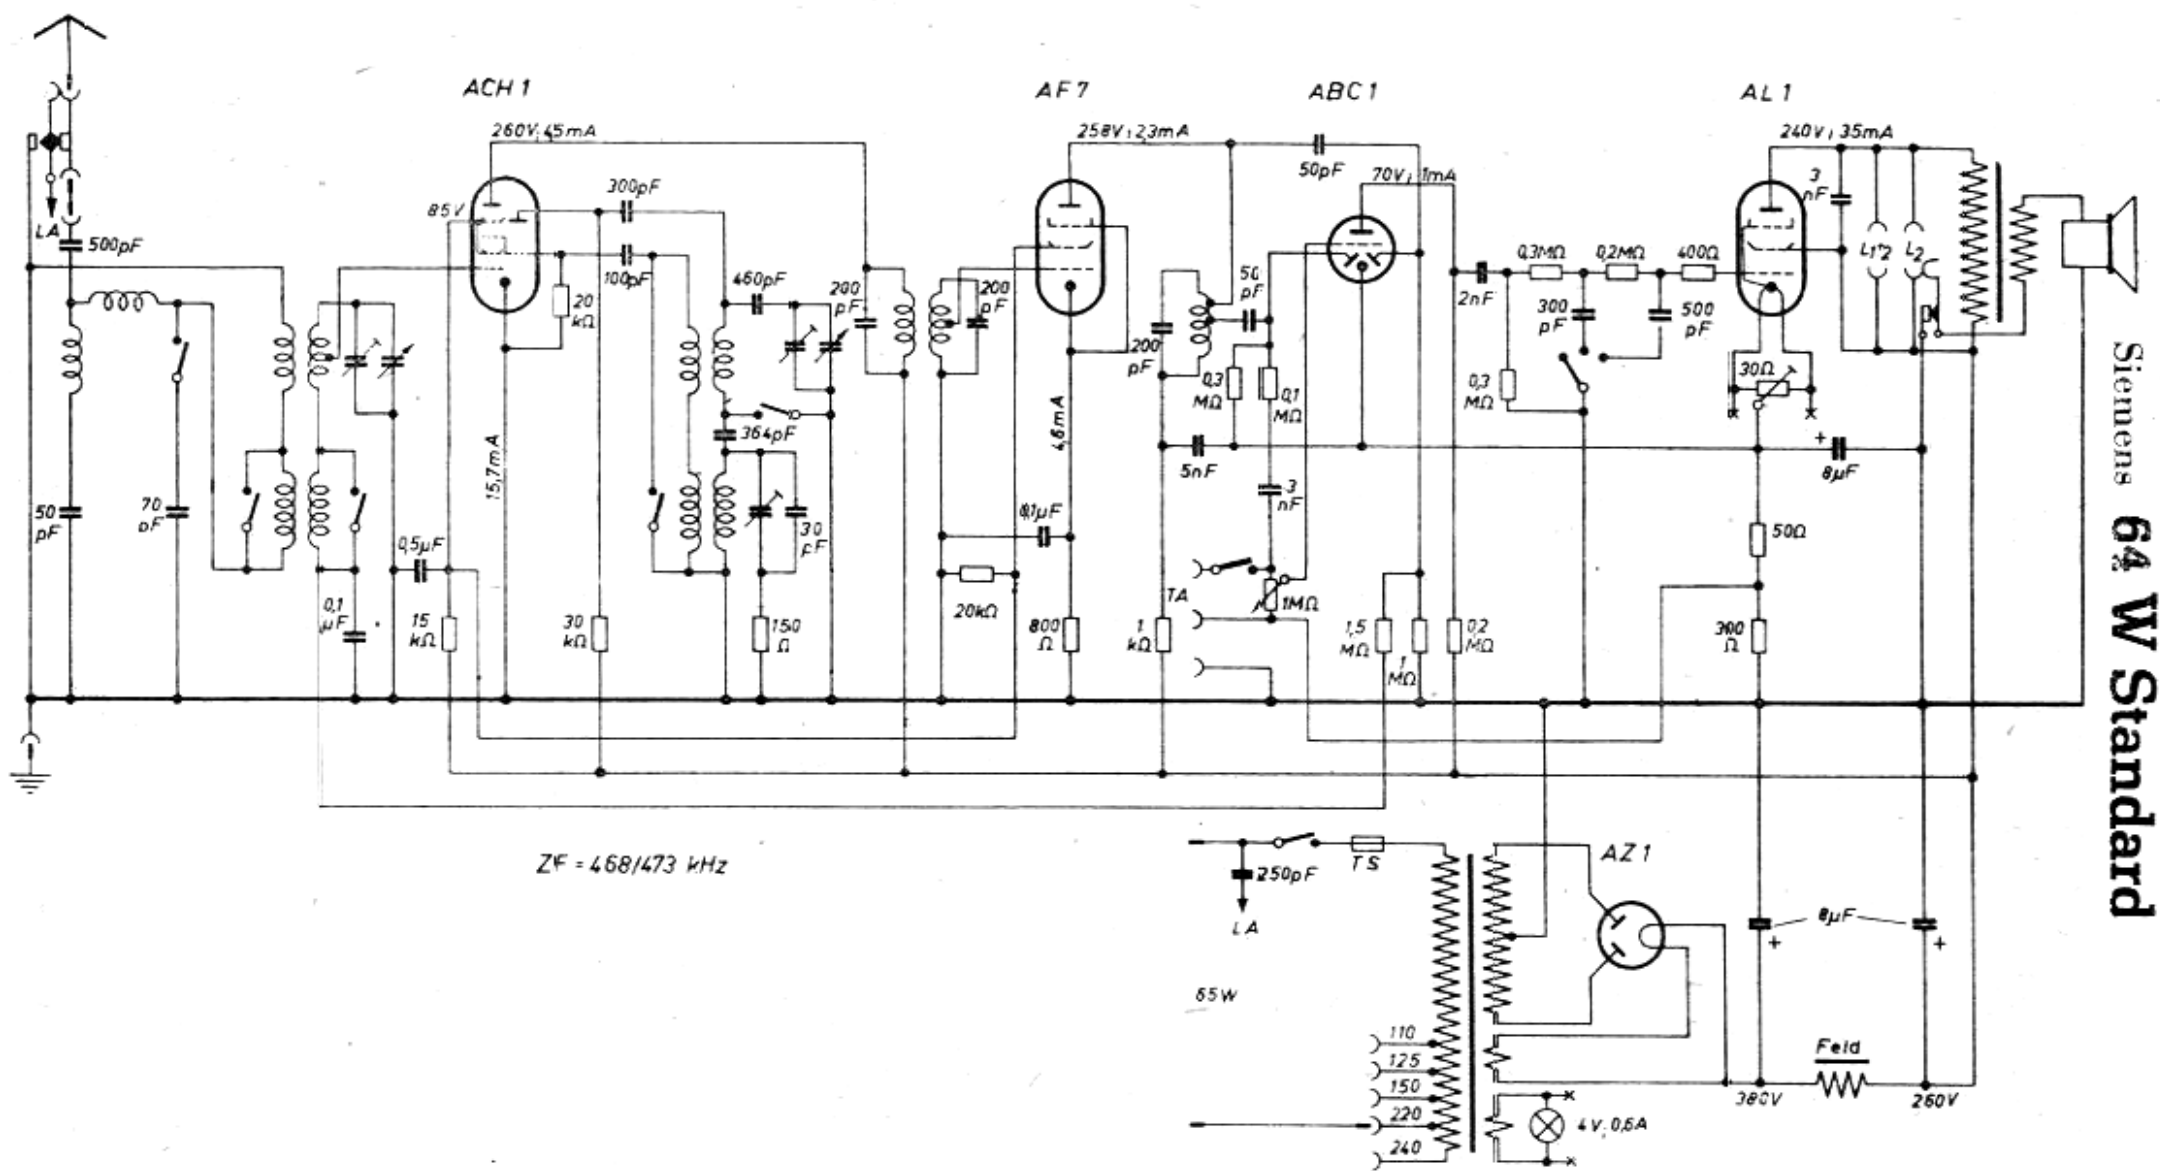 ACH 1
AF 7
ABC 1
AL 1
260V; 45mA
258V; 2,3mA
240V; 35mA
50pF
70V; 1mA
85V
300pF
100pF
20 kΩ
460pF
200 pF
200 pF
LA
500pF
50 pF
70 pF
0,1 µF
0,5µF
15 kΩ
15,7mA
30 kΩ
364pF
30 pF
150 Ω
4,6mA
0,1µF
20kΩ
800 Ω
200 pF
50 pF
0,3 MΩ
0,1 MΩ
5nF
3 nF
TA
1MΩ
1 kΩ
1,5 MΩ
1 MΩ
0,2 MΩ
2nF
0,3MΩ
0,2MΩ
400Ω
300 pF
500 pF
0,3 MΩ
3 nF
L1
L2
30Ω
+
8µF
50Ω
300 Ω
Siemens 64 W Standard
ZF = 468/473 kHz
250pF
LA
TS
AZ 1
65W
110
125
150
220
240
8µF
+
+
Feld
380V
260V
4V; 0,6A